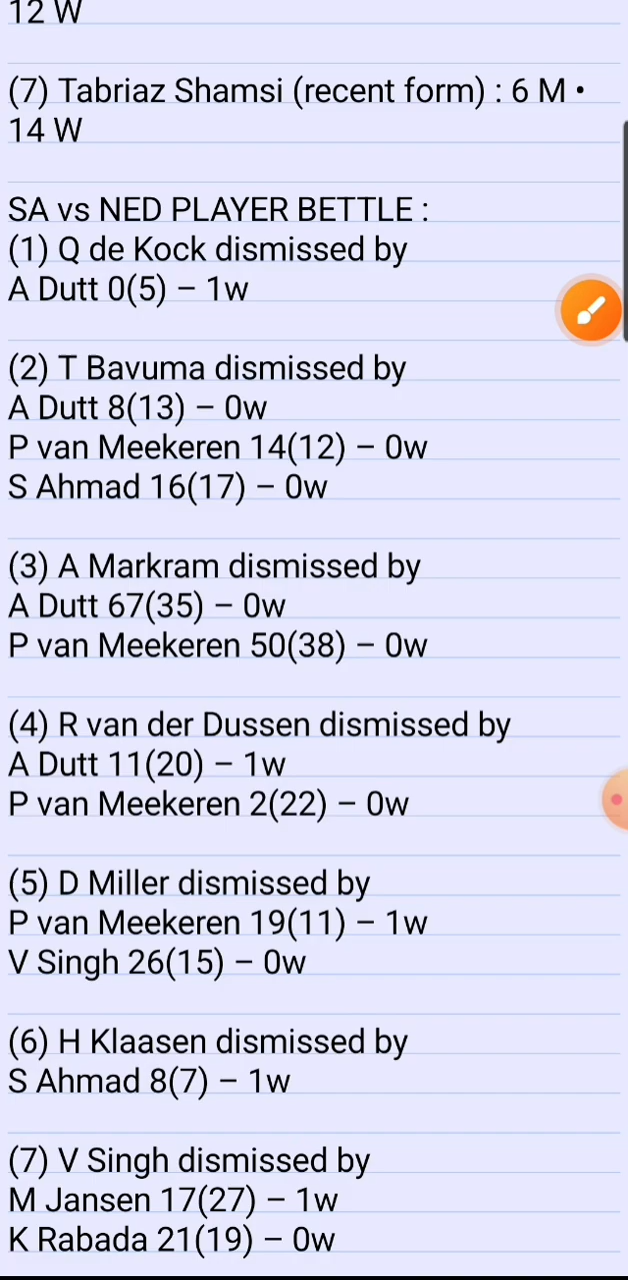 12 W
(7) Tabriaz Shamsi (recent form) : 6 M •
14 W
SA vs NED PLAYER BETTLE :
(1) Q de Kock dismissed by
A Dutt 0(5) – 1w
(2) T Bavuma dismissed by
A Dutt 8(13) – 0w
P van Meekeren 14(12) – 0w
S Ahmad 16(17) – 0w
(3) A Markram dismissed by
A Dutt 67(35) – 0w
P van Meekeren 50(38) – 0w
(4) R van der Dussen dismissed by
A Dutt 11(20) – 1w
P van Meekeren 2(22) – 0w
(5) D Miller dismissed by
P van Meekeren 19(11) – 1w
V Singh 26(15) – 0w
(6) H Klaasen dismissed by
S Ahmad 8(7) – 1w
(7) V Singh dismissed by
M Jansen 17(27) – 1w
K Rabada 21(19) – 0w